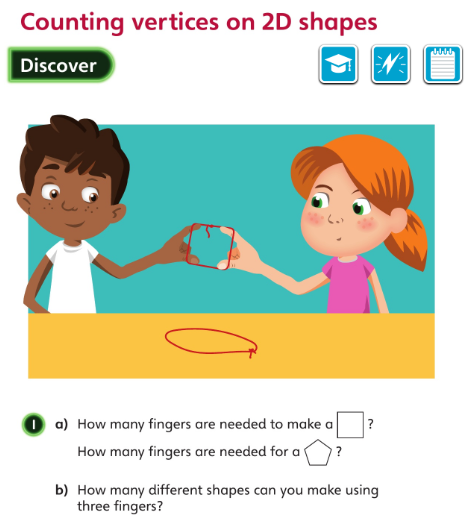 Counting vertices on 2D shapes
Discover
1 a) How many fingers are needed to make a ?
How many fingers are needed for a ?
b) How many different shapes can you make using
three fingers?